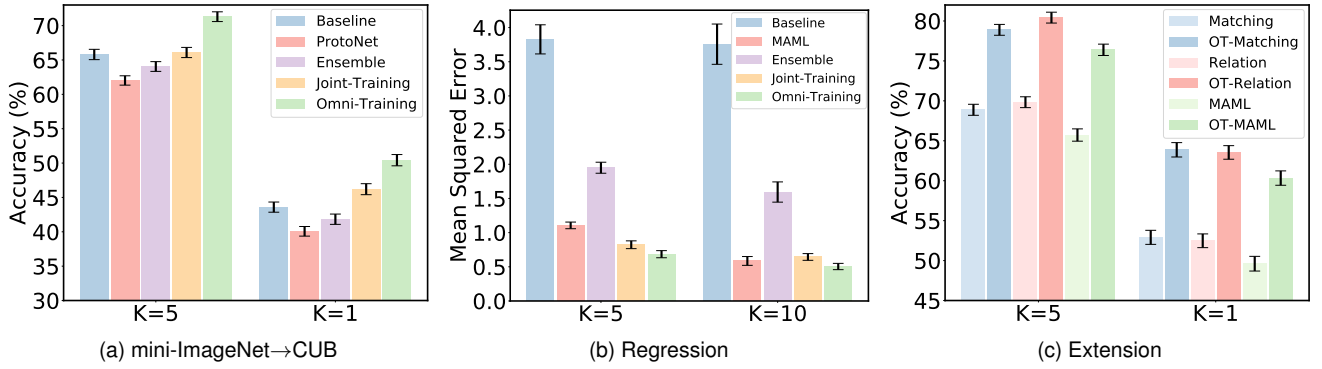 Accuracy (%)
70
65
60
55
50
45
40
35
30
Baseline
ProtoNet
Ensemble
Joint-Training
Omni-Training
K=5
K=1
(a) mini-ImageNet→CUB
Mean Squared Error
4.0
3.5
3.0
2.5
2.0
1.5
1.0
0.5
0.0
Baseline
MAML
Ensemble
Joint-Training
Omni-Training
K=5
K=10
(b) Regression
Accuracy (%)
80
75
70
65
60
55
50
45
Matching
OT-Matching
Relation
OT-Relation
MAML
OT-MAML
K=5
K=1
(c) Extension